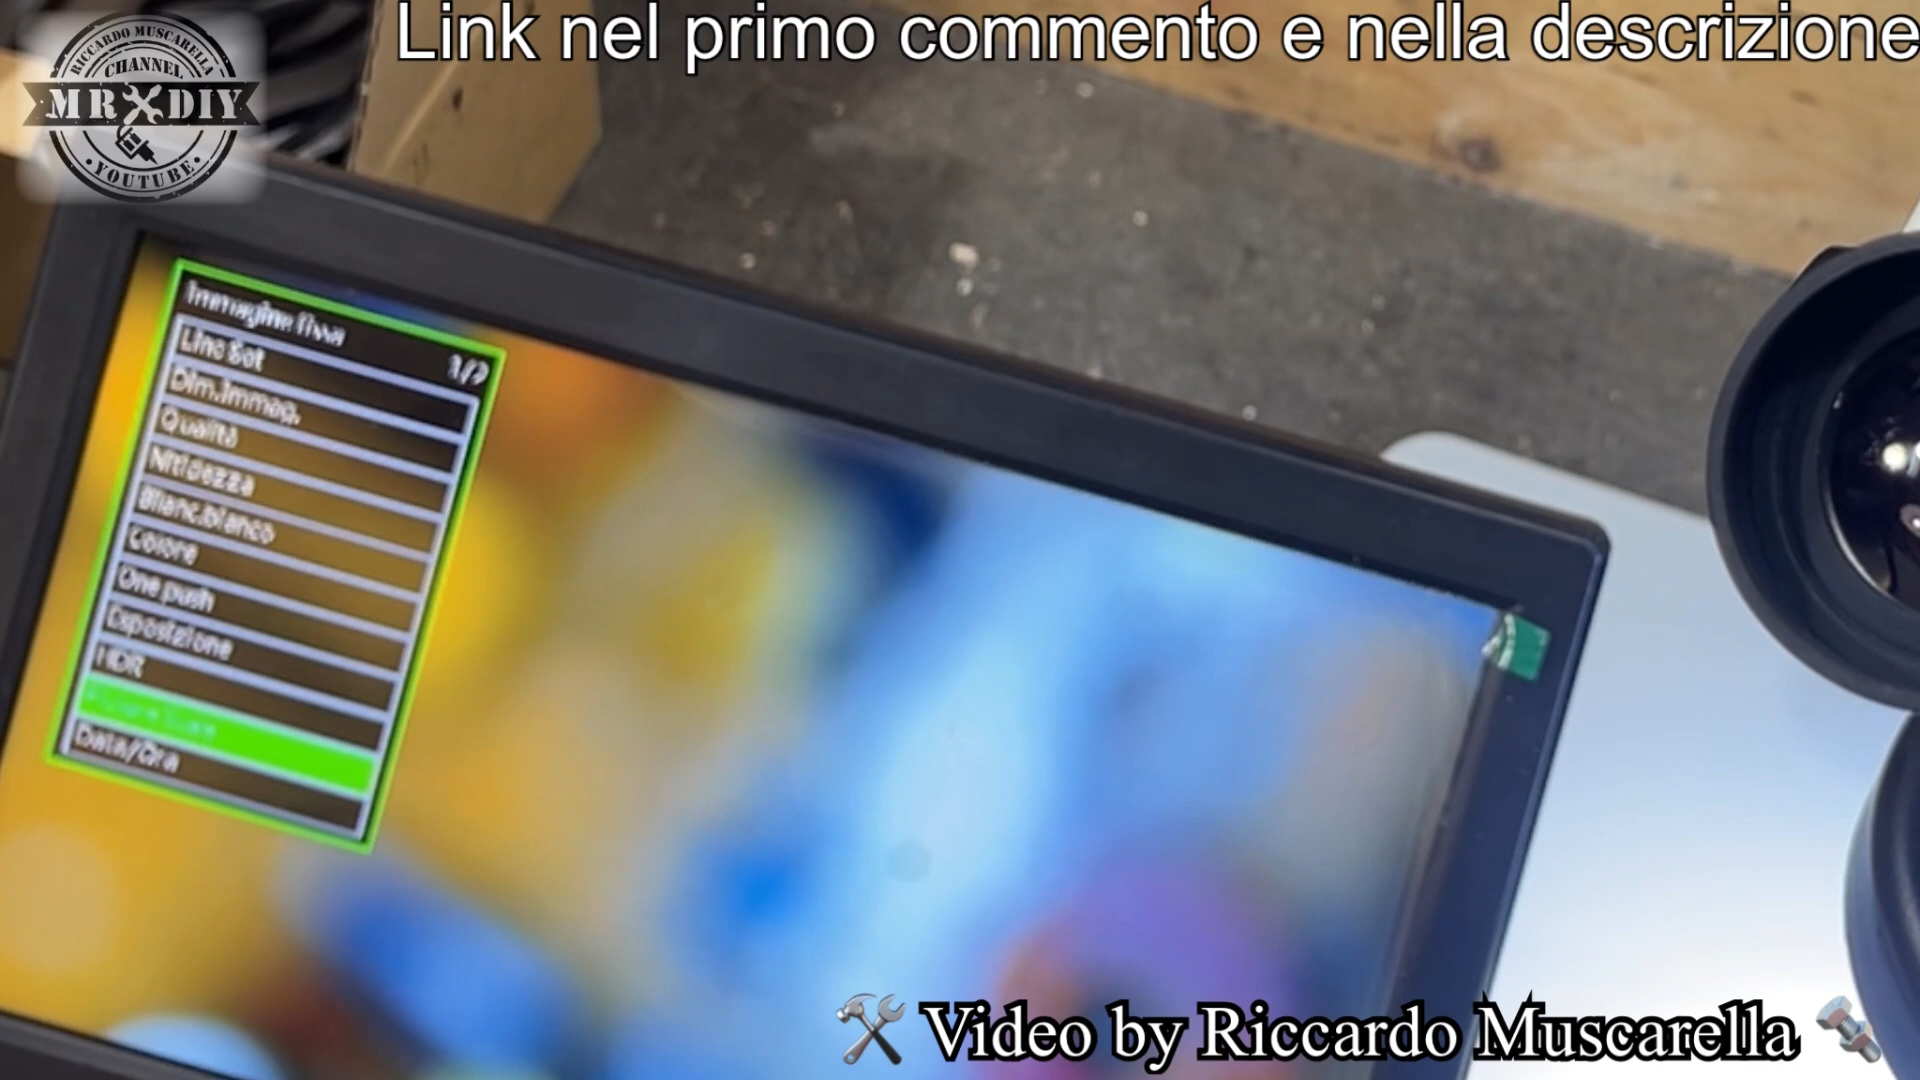 Link nel primo commento e nella descrizione
RICCARDO MUSCARELLA
CHANNEL
MR DIY
YOUTUBE
Immagine fissa
1/2
Line Set
Dim.immag.
Qualità
Nitidezza
Bilanc.bianco
Colore
One push
Esposizione
HDR
Data/Ora
Video by Riccardo Muscarella